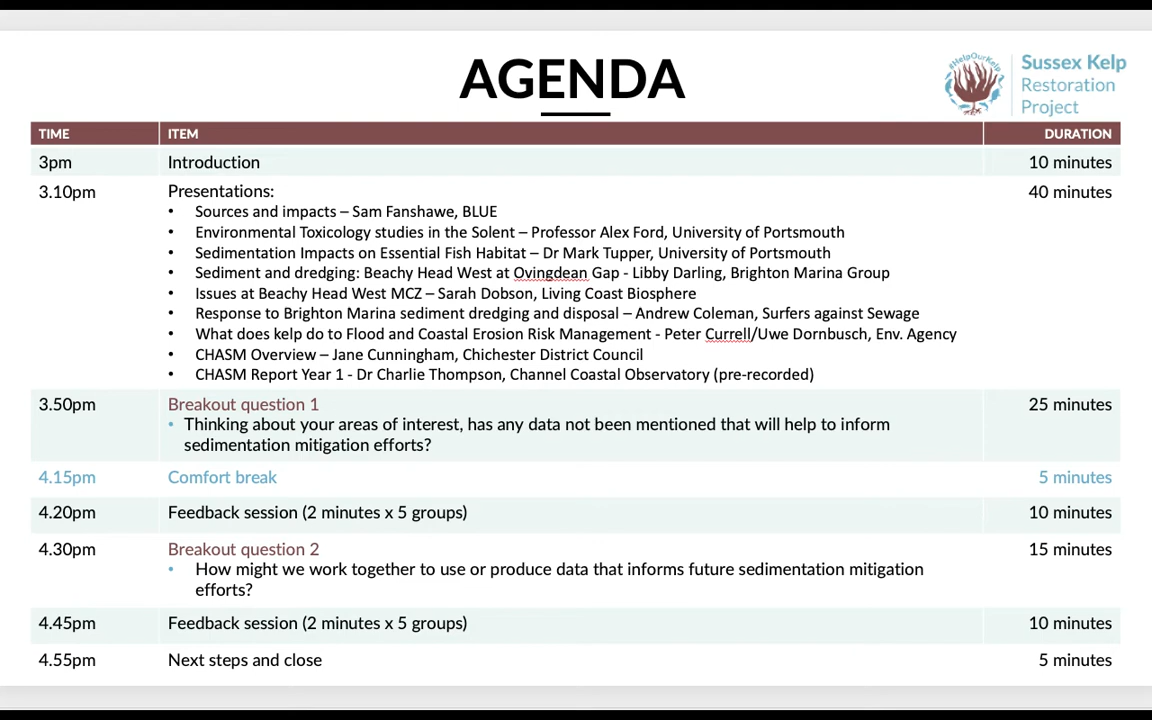 AGENDA
#HelpOurKelp
Sussex Kelp
Restoration
Project
TIME ITEM DURATION
3pm Introduction 10 minutes
3.10pm Presentations: 40 minutes
• Sources and impacts – Sam Fanshawe, BLUE
• Environmental Toxicology studies in the Solent – Professor Alex Ford, University of Portsmouth
• Sedimentation Impacts on Essential Fish Habitat – Dr Mark Tupper, University of Portsmouth
• Sediment and dredging: Beachy Head West at Ovingdean Gap - Libby Darling, Brighton Marina Group
• Issues at Beachy Head West MCZ – Sarah Dobson, Living Coast Biosphere
• Response to Brighton Marina sediment dredging and disposal – Andrew Coleman, Surfers against Sewage
• What does kelp do to Flood and Coastal Erosion Risk Management - Peter Currell/Uwe Dornbusch, Env. Agency
• CHASM Overview – Jane Cunningham, Chichester District Council
• CHASM Report Year 1 - Dr Charlie Thompson, Channel Coastal Observatory (pre-recorded)
3.50pm Breakout question 1 25 minutes
• Thinking about your areas of interest, has any data not been mentioned that will help to inform
sedimentation mitigation efforts?
4.15pm Comfort break 5 minutes
4.20pm Feedback session (2 minutes x 5 groups) 10 minutes
4.30pm Breakout question 2 15 minutes
• How might we work together to use or produce data that informs future sedimentation mitigation
efforts?
4.45pm Feedback session (2 minutes x 5 groups) 10 minutes
4.55pm Next steps and close 5 minutes